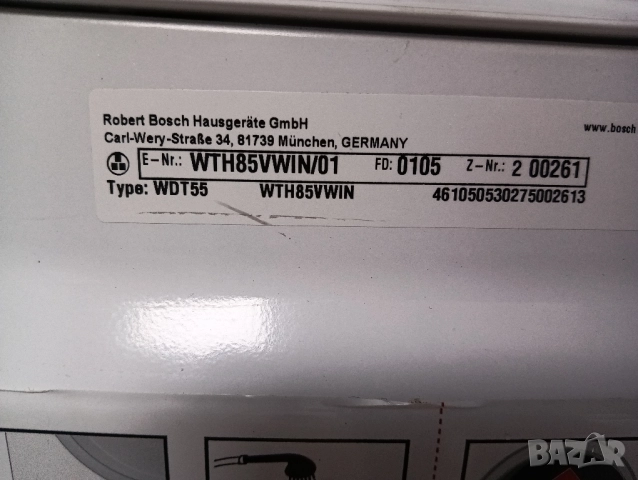 Robert Bosch Hausgeräte GmbH
www.bosch
Carl-Wery-Straße 34, 81739 München, GERMANY
E-Nr.: WTH85VWIN/01 FD: 0105 Z-Nr.: 2 00261
Type: WDT55 WTH85VWIN 461050530275002613
BAZAR